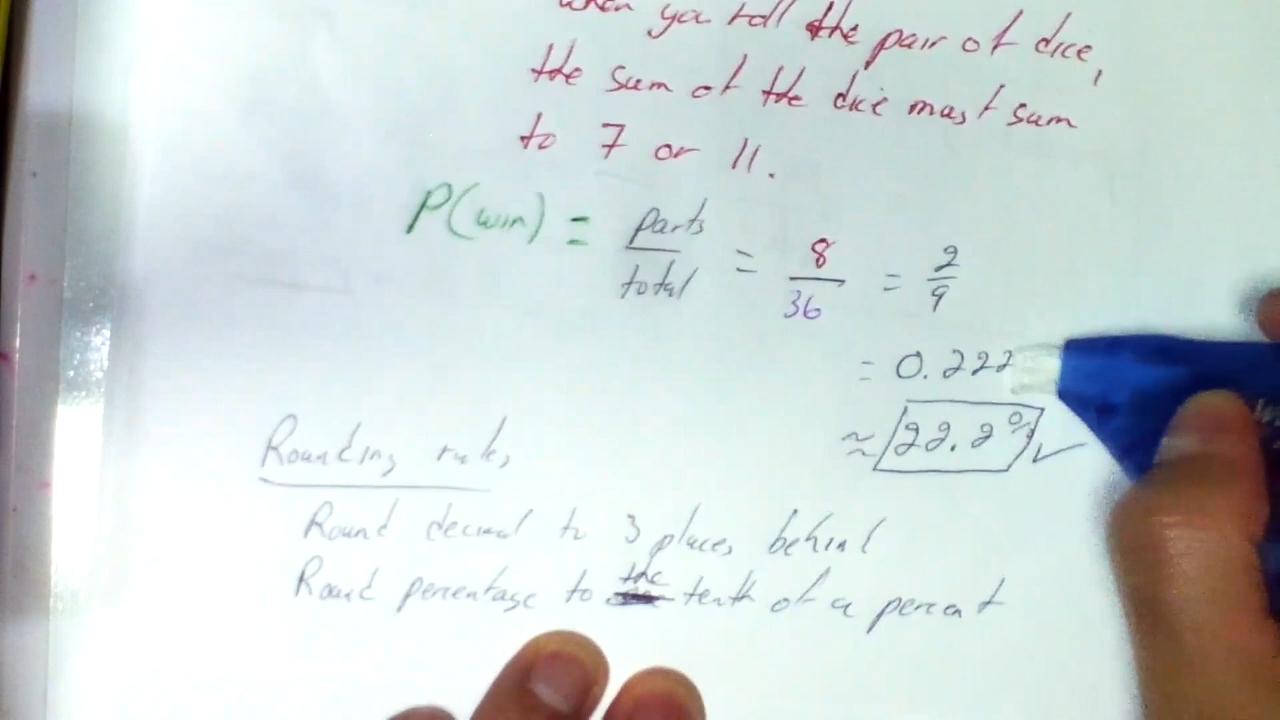 when you roll the pair of dice,
the sum of the dice must sum
to 7 or 11.
P(win) = parts/total = 8/36 = 2/9
= 0.222
≈ 22.2% ✓
Rounding rules
Round decimal to 3 places behind
Round percentage to the tenth of a percent